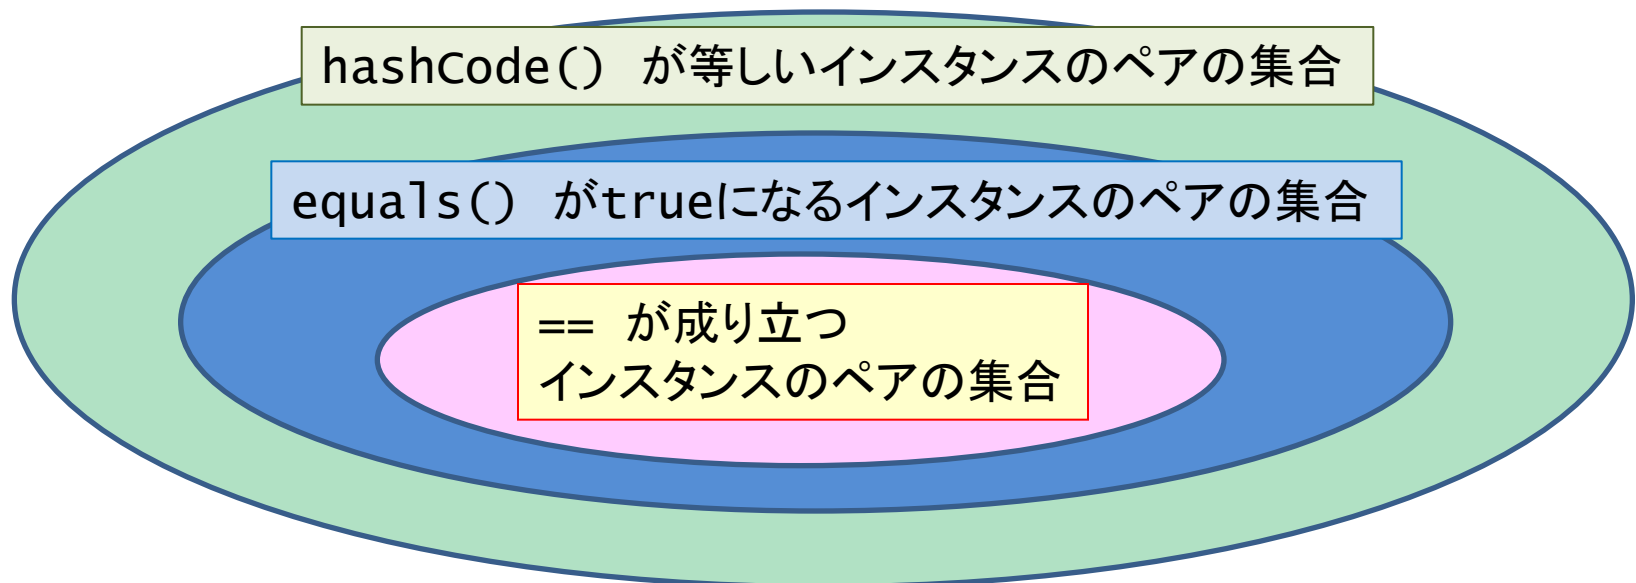 hashCode() が等しいインスタンスのペアの集合
equals() がtrueになるインスタンスのペアの集合
== が成り立つ
インスタンスのペアの集合